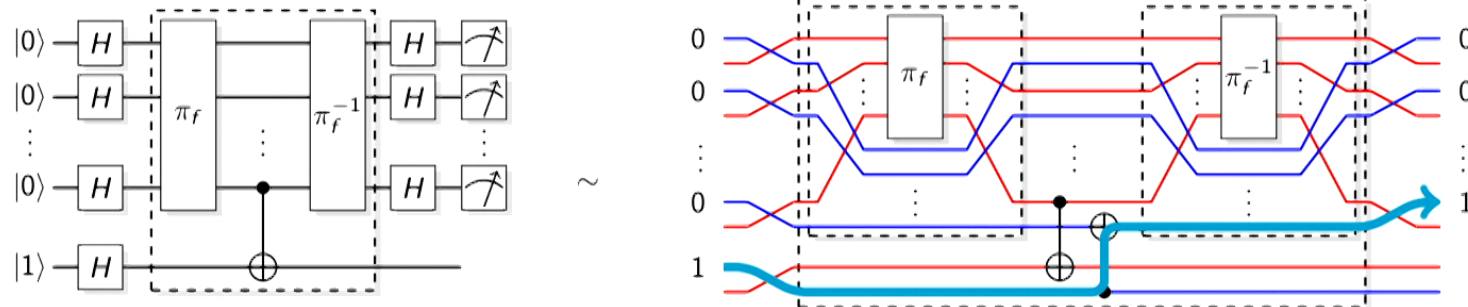 |0⟩ H π_f π_f^{-1} H
|0⟩ H H
⋮ ⋮ ⋮
|0⟩ H H
|1⟩ H
~
0 π_f π_f^{-1} 0
0 ⋮ ⋮ ⋮ ⋮ 0
⋮ ⋮ ⋮
0 ⋮ ⋮ 1
1